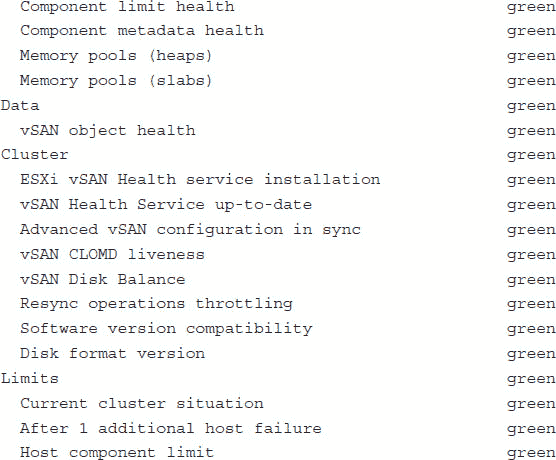 Component limit health green
Component metadata health green
Memory pools (heaps) green
Memory pools (slabs) green
Data green
vSAN object health green
Cluster green
ESXi vSAN Health service installation green
vSAN Health Service up-to-date green
Advanced vSAN configuration in sync green
vSAN CLOMD liveness green
vSAN Disk Balance green
Resync operations throttling green
Software version compatibility green
Disk format version green
Limits green
Current cluster situation green
After 1 additional host failure green
Host component limit green